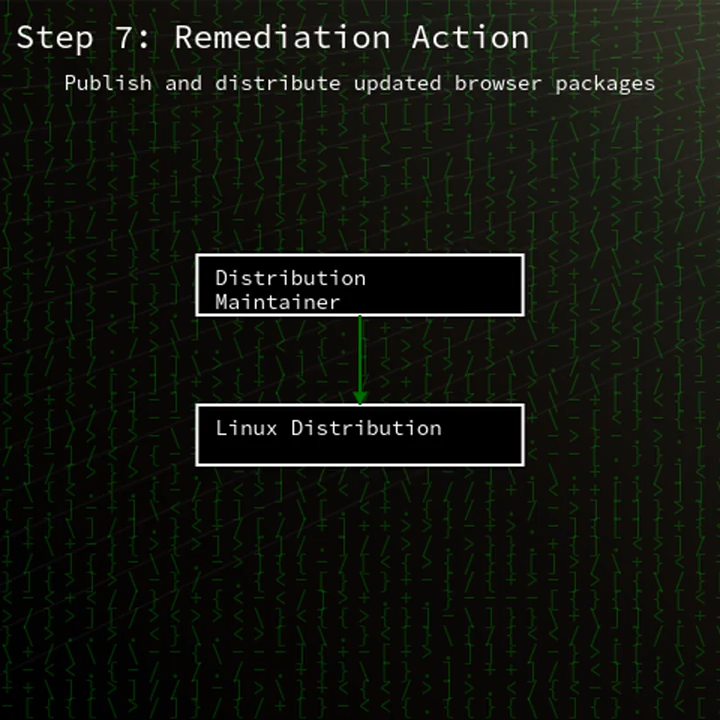 Step 7: Remediation Action
Publish and distribute updated browser packages
Distribution
Maintainer
Linux Distribution